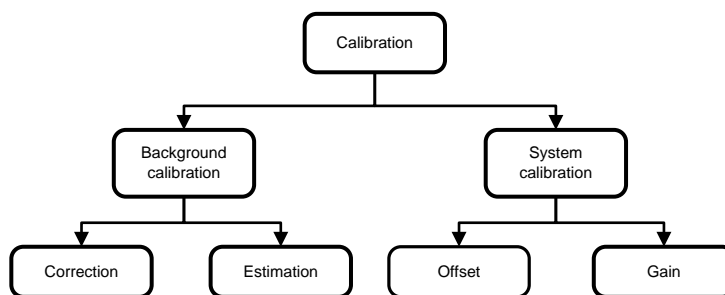 Calibration
Background
calibration
System
calibration
Correction
Estimation
Offset
Gain